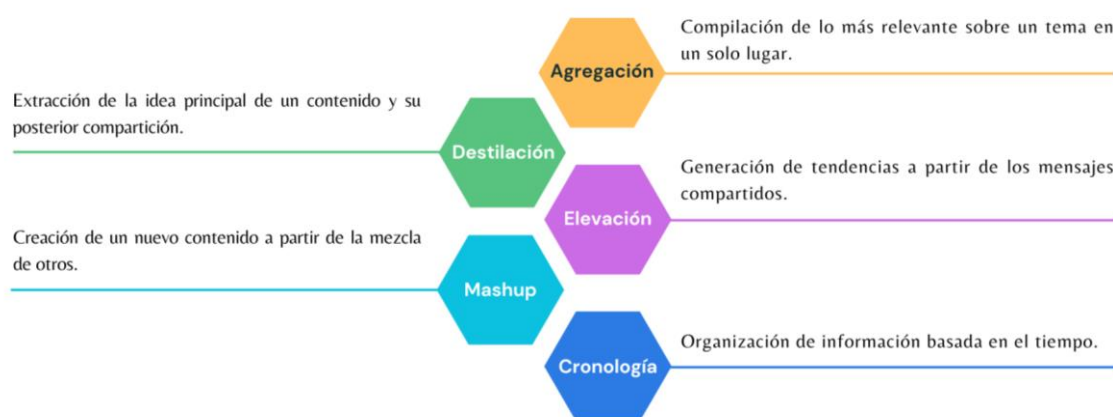 Compilación de lo más relevante sobre un tema en
un solo lugar.
Agregación
Extracción de la idea principal de un contenido y su
posterior compartición.
Destilación
Generación de tendencias a partir de los mensajes
compartidos.
Elevación
Creación de un nuevo contenido a partir de la mezcla
de otros.
Mashup
Organización de información basada en el tiempo.
Cronología